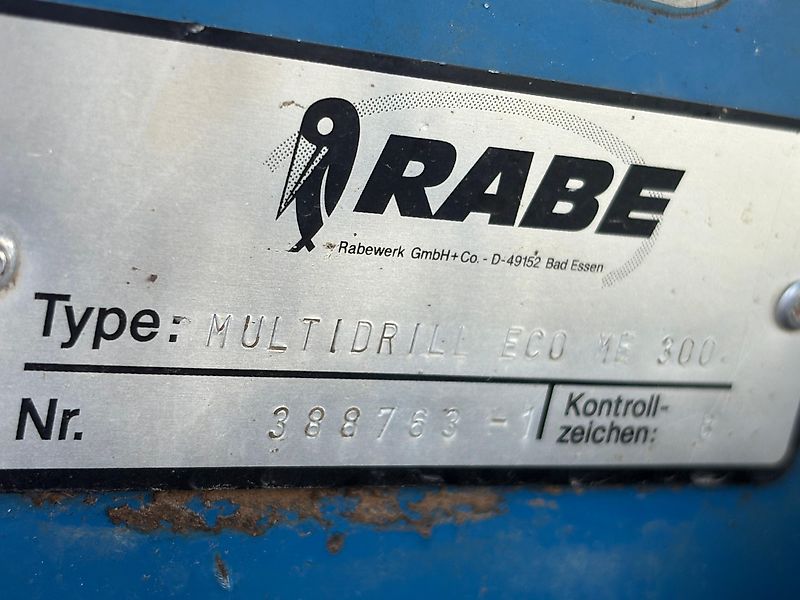 RABE
Rabewerk GmbH+Co. - D-49152 Bad Essen
Type: MULTIDRILL ECO ME 300
Nr. 388763 -1
Kontroll-
zeichen: